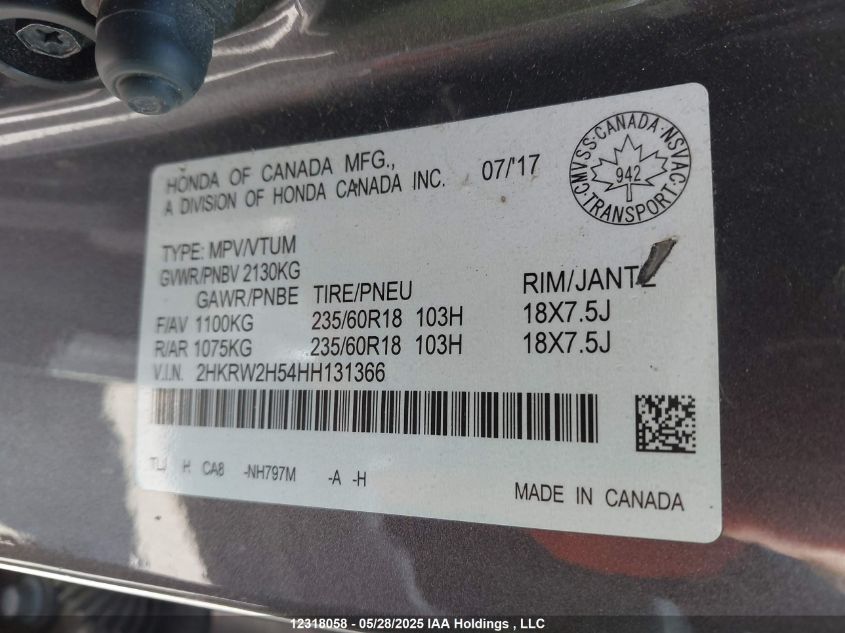 HONDA OF CANADA MFG.,
A DIVISION OF HONDA CANADA INC. 07/'17
CMVSS·CANADA·NSVAC·TRANSPORT·
942
TYPE: MPV/VTUM
GVWR/PNBV 2130KG
GAWR/PNBE TIRE/PNEU RIM/JANTE
F/AV 1100KG 235/60R18 103H 18X7.5J
R/AR 1075KG 235/60R18 103H 18X7.5J
V.I.N. 2HKRW2H54HH131366
H CA8 -NH797M -A -H
MADE IN CANADA
12318058 - 05/28/2025 IAA Holdings , LLC